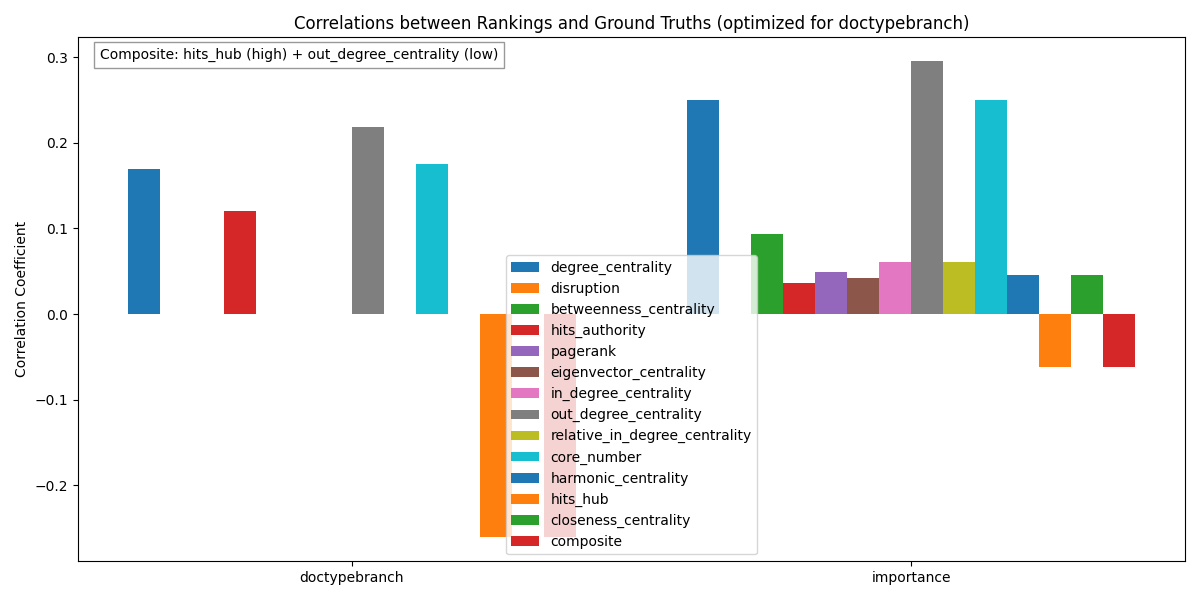 Correlations between Rankings and Ground Truths (optimized for doctypebranch)
Composite: hits_hub (high) + out_degree_centrality (low)
Correlation Coefficient
0.3
0.2
0.1
0.0
−0.1
−0.2
degree_centrality
disruption
betweenness_centrality
hits_authority
pagerank
eigenvector_centrality
in_degree_centrality
out_degree_centrality
relative_in_degree_centrality
core_number
harmonic_centrality
hits_hub
closeness_centrality
composite
doctypebranch
importance